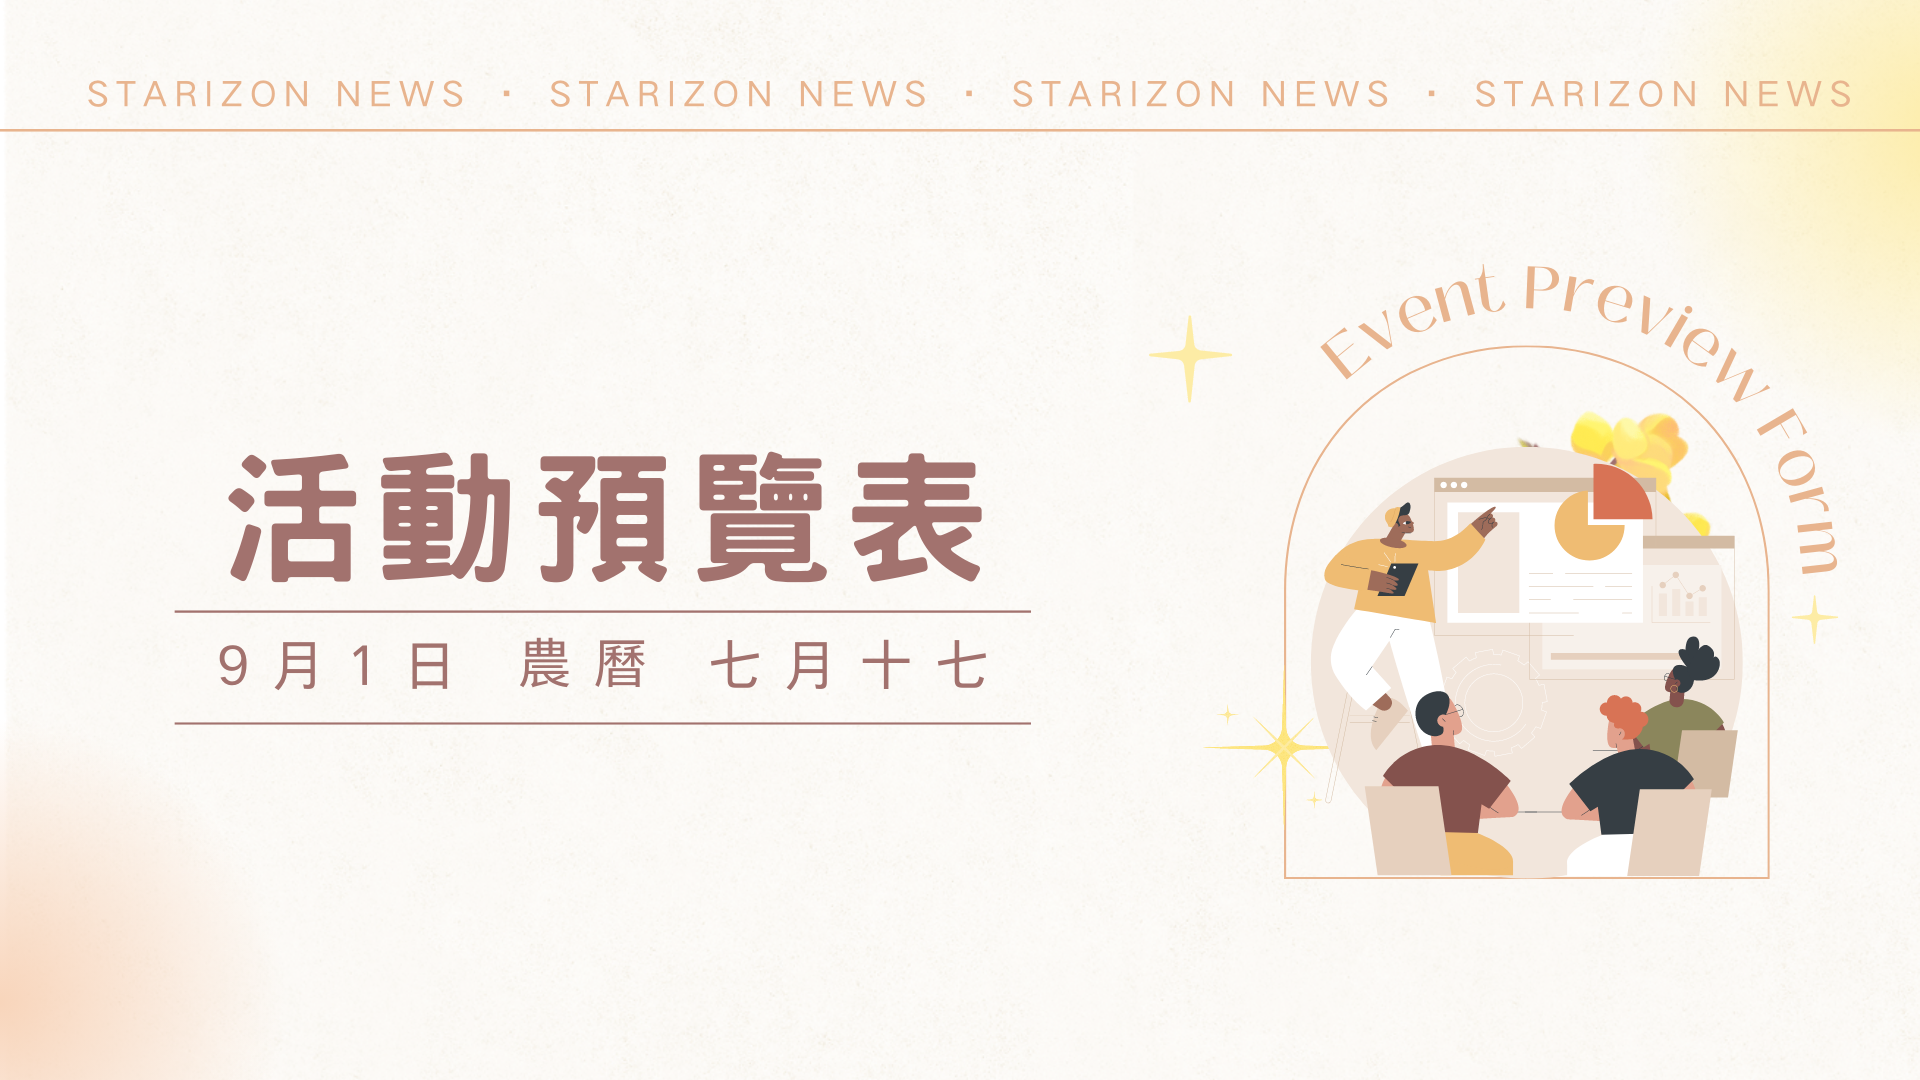 STARIZON NEWS · STARIZON NEWS · STARIZON NEWS · STARIZON NEWS
Event Preview Form
活動預覽表
9月1日 農曆 七月十七